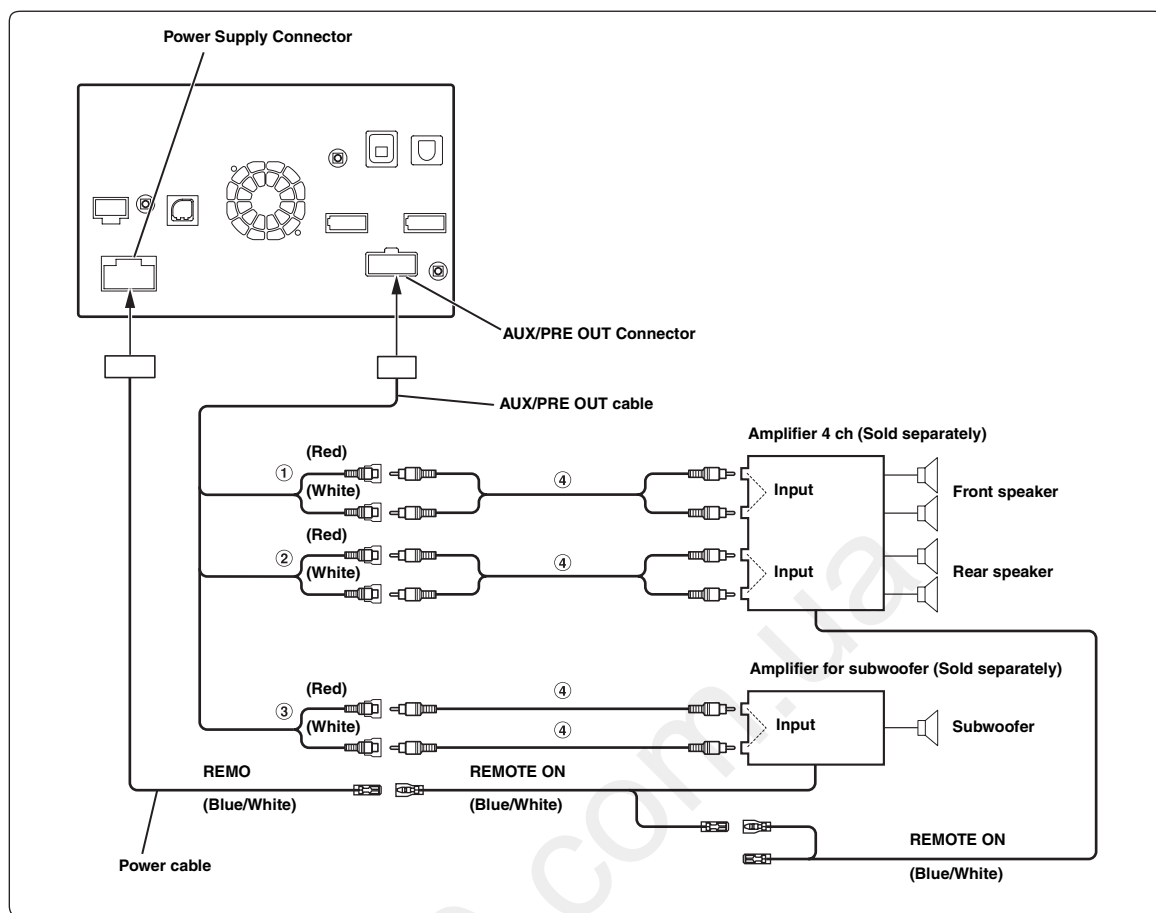 Power Supply Connector
AUX/PRE OUT Connector
AUX/PRE OUT cable
Amplifier 4 ch (Sold separately)
(Red)
①
(White)
④
Input
Front speaker
(Red)
②
(White)
④
Input
Rear speaker
Amplifier for subwoofer (Sold separately)
(Red)
④
③
(White)
④
Input
Subwoofer
REMO
(Blue/White)
REMOTE ON
(Blue/White)
REMOTE ON
(Blue/White)
Power cable
.com.ua